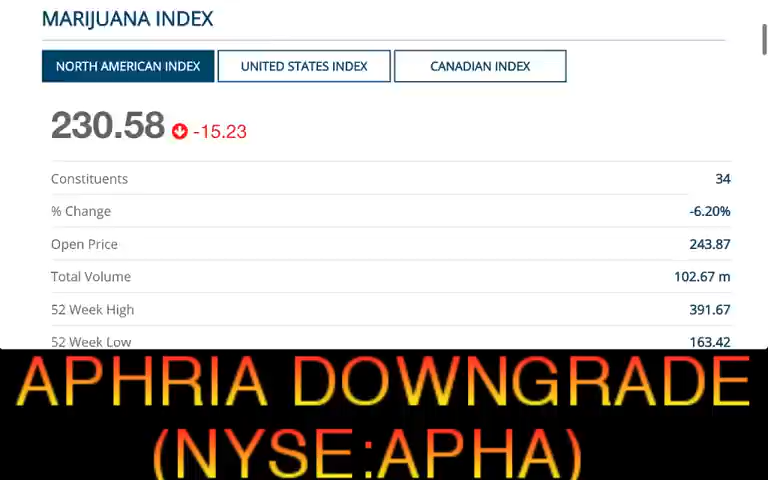 MARIJUANA INDEX
NORTH AMERICAN INDEX UNITED STATES INDEX CANADIAN INDEX
230.58 -15.23
Constituents 34
% Change -6.20%
Open Price 243.87
Total Volume 102.67 m
52 Week High 391.67
52 Week Low 163.42
APHRIA DOWNGRADE
(NYSE:APHA)